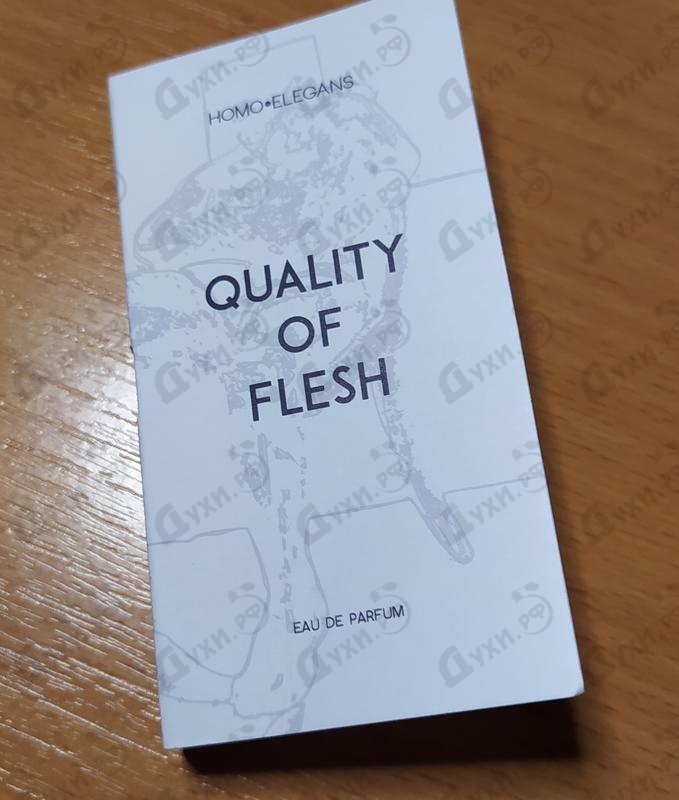 HOMO•ELEGANS
QUALITY
OF
FLESH
EAU DE PARFUM
Духи.рф